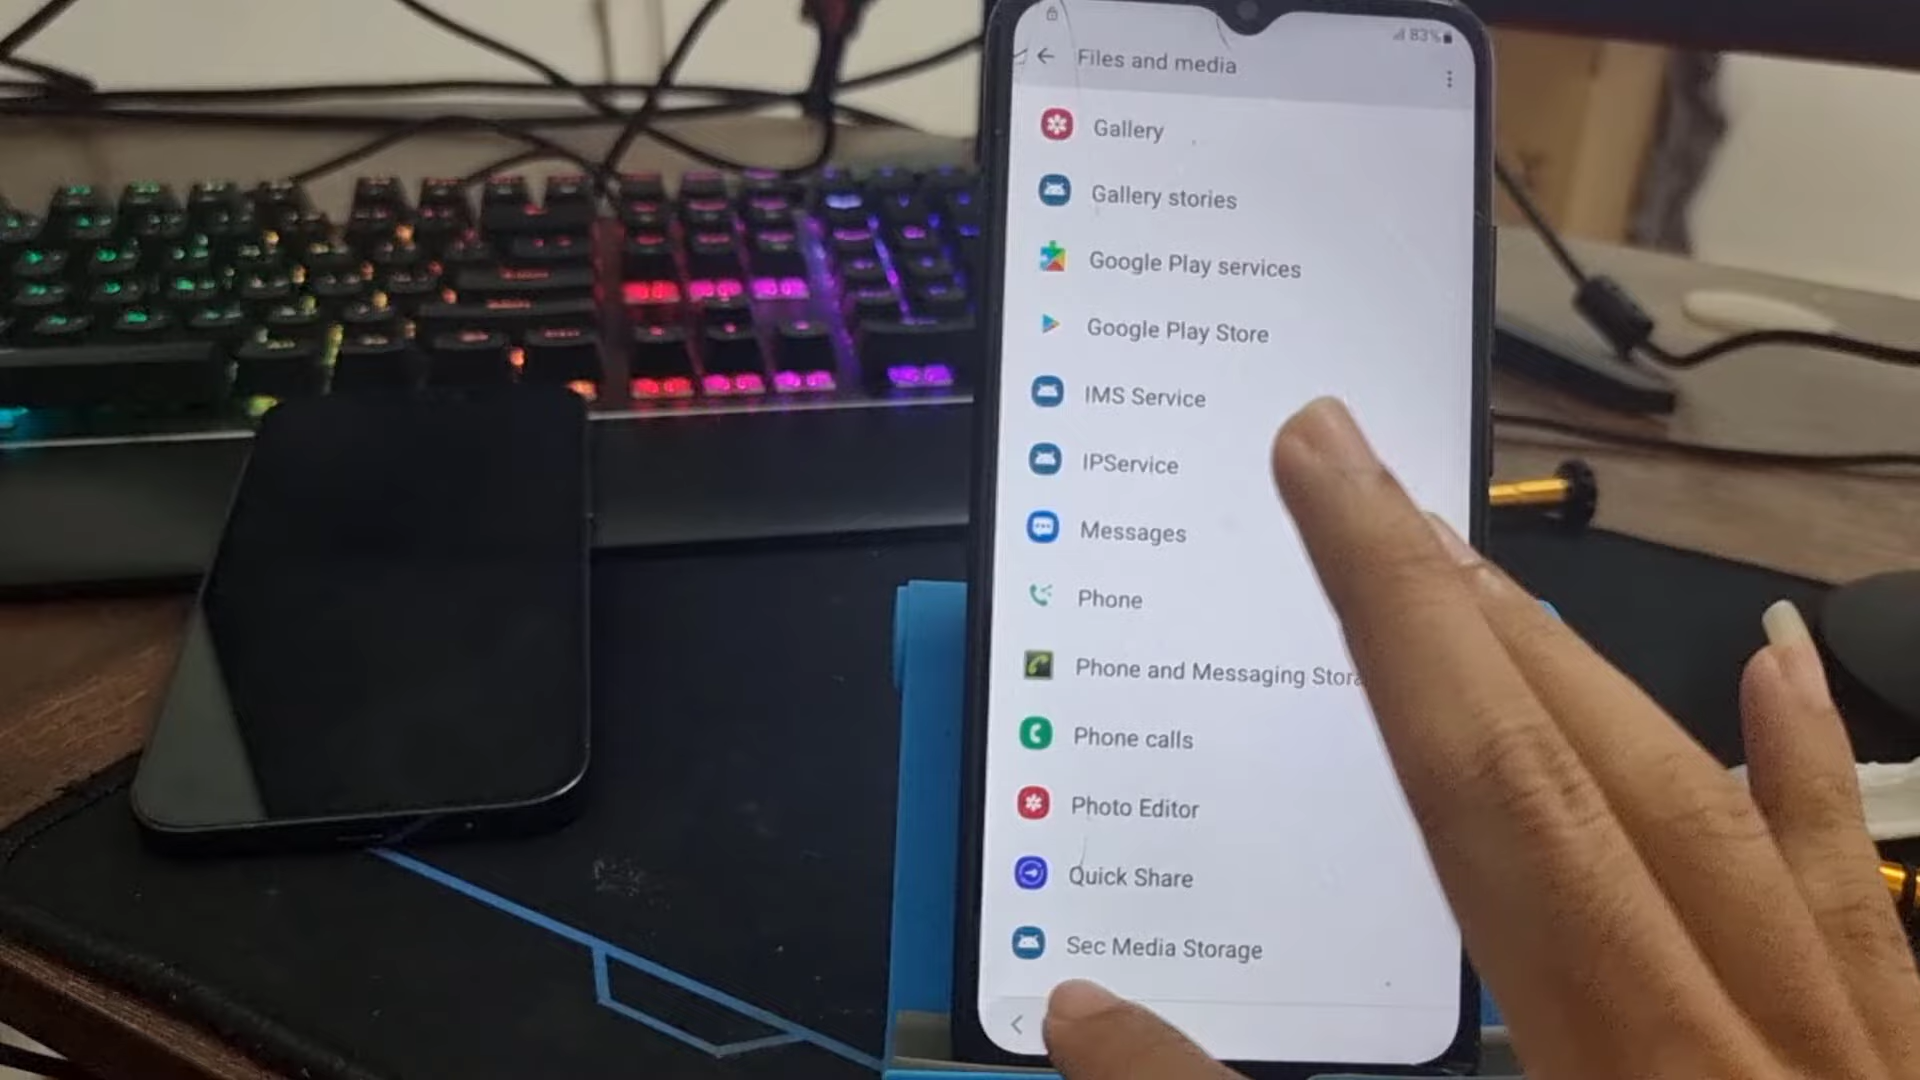 83%
Files and media
Gallery
Gallery stories
Google Play services
Google Play Store
IMS Service
IPService
Messages
Phone
Phone and Messaging Stora
Phone calls
Photo Editor
Quick Share
Sec Media Storage